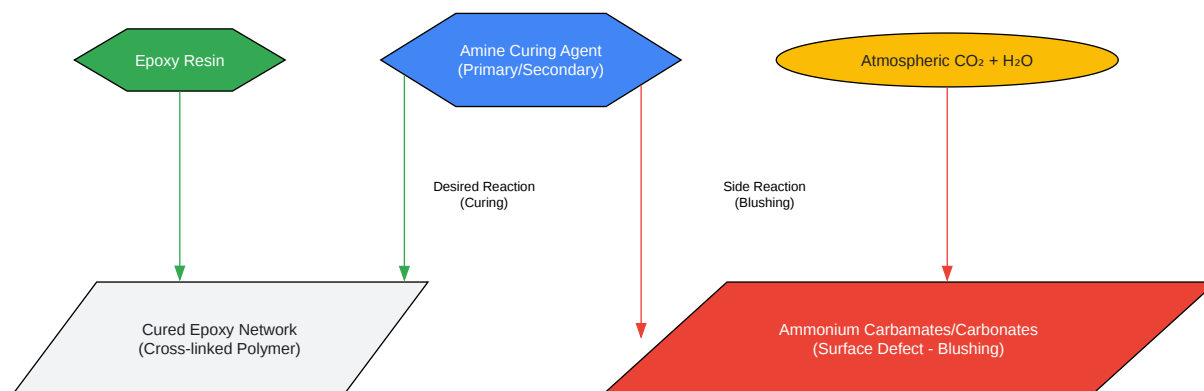 Epoxy Resin
Amine Curing Agent
(Primary/Secondary)
Atmospheric CO₂ + H₂O
Desired Reaction
(Curing)
Side Reaction
(Blushing)
Cured Epoxy Network
(Cross-linked Polymer)
Ammonium Carbamates/Carbonates
(Surface Defect - Blushing)